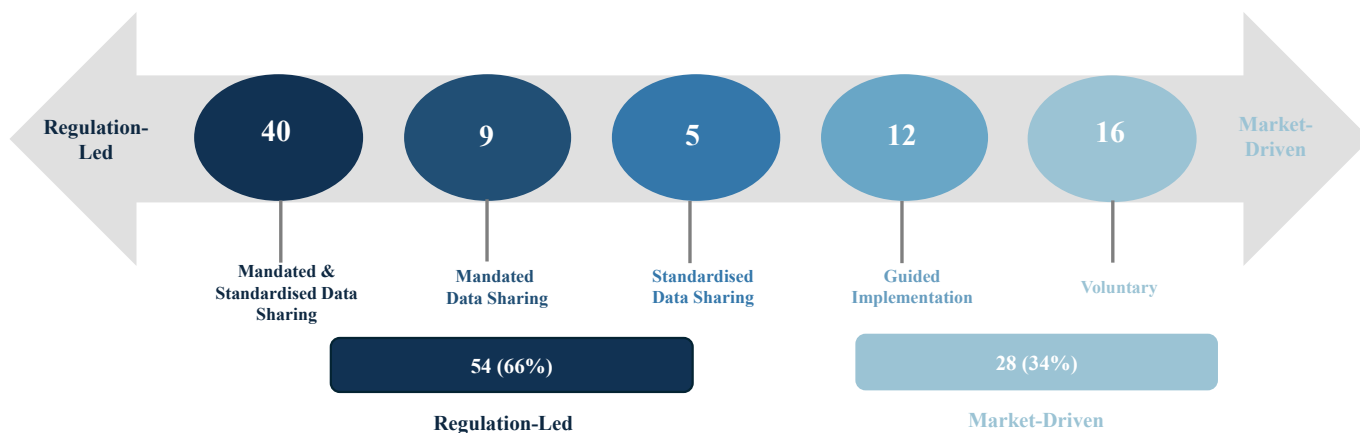 Regulation-
Led
40
9
5
12
16
Market-
Driven
Mandated &
Standardised Data
Sharing
Mandated
Data Sharing
Standardised
Data Sharing
Guided
Implementation
Voluntary
54 (66%)
28 (34%)
Regulation-Led
Market-Driven